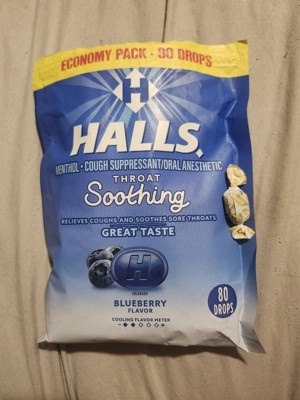 ECONOMY PACK - 80 DROPS
H
HALLS
MENTHOL • COUGH SUPPRESSANT/ORAL ANESTHETIC
THROAT
Soothing
RELIEVES COUGHS AND SOOTHES SORE THROATS
GREAT TASTE
H
BLUEBERRY
FLAVOR
COOLING FLAVOR METER
80
DROPS